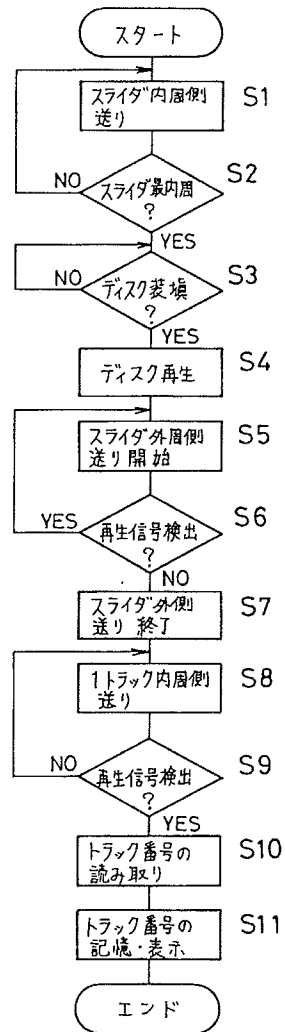 スタート
スライダ内周側 S1
送り
スライダ最内周 S2
?
NO
YES
ディスク装填 S3
?
NO
YES
ディスク再生 S4
スライダ外周側 S5
送り開始
再生信号検出 S6
?
YES
NO
スライダ外側 S7
送り終了
1トラック内周側 S8
送り
再生信号検出 S9
?
NO
YES
トラック番号の S10
読み取り
トラック番号の S11
記憶・表示
エンド